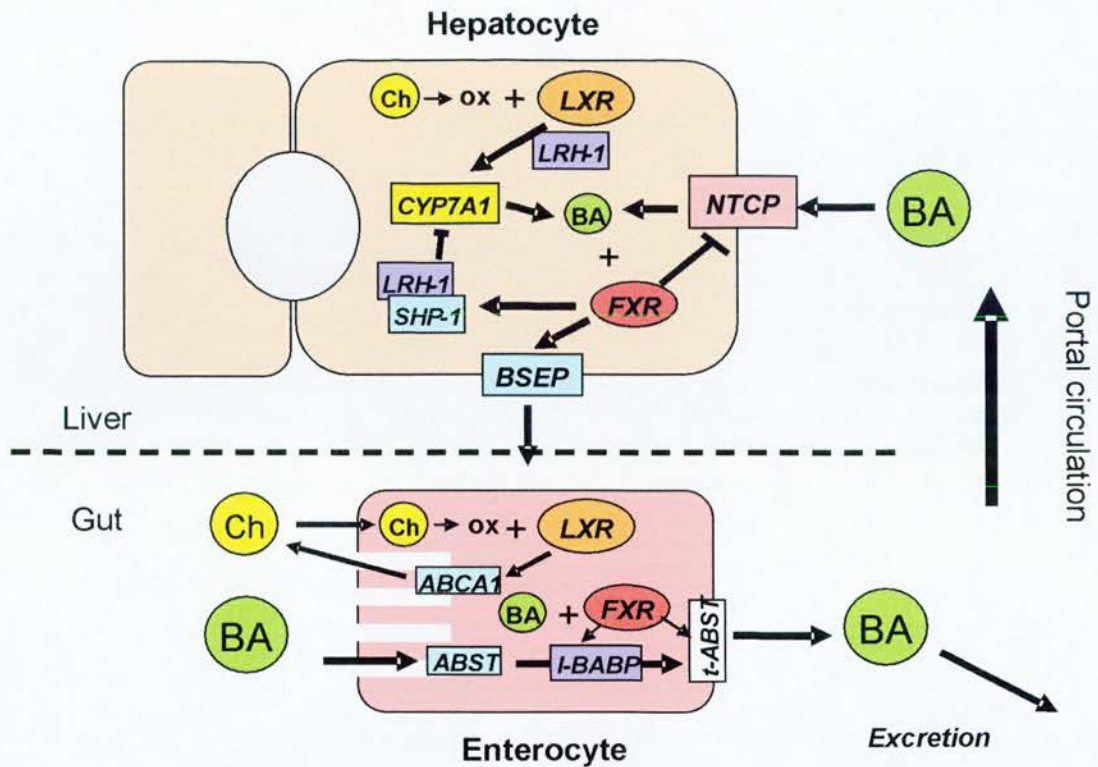 Hepatocyte
Ch → ox + LXR
LRH-1
CYP7A1
BA
NTCP
BA
+
LRH-1
SHP-1
FXR
BSEP
Liver
Portal circulation
Gut
Ch
Ch → ox + LXR
ABCA1
BA + FXR
BA
ABST
I-BABP
t-ABST
BA
Enterocyte
Excretion